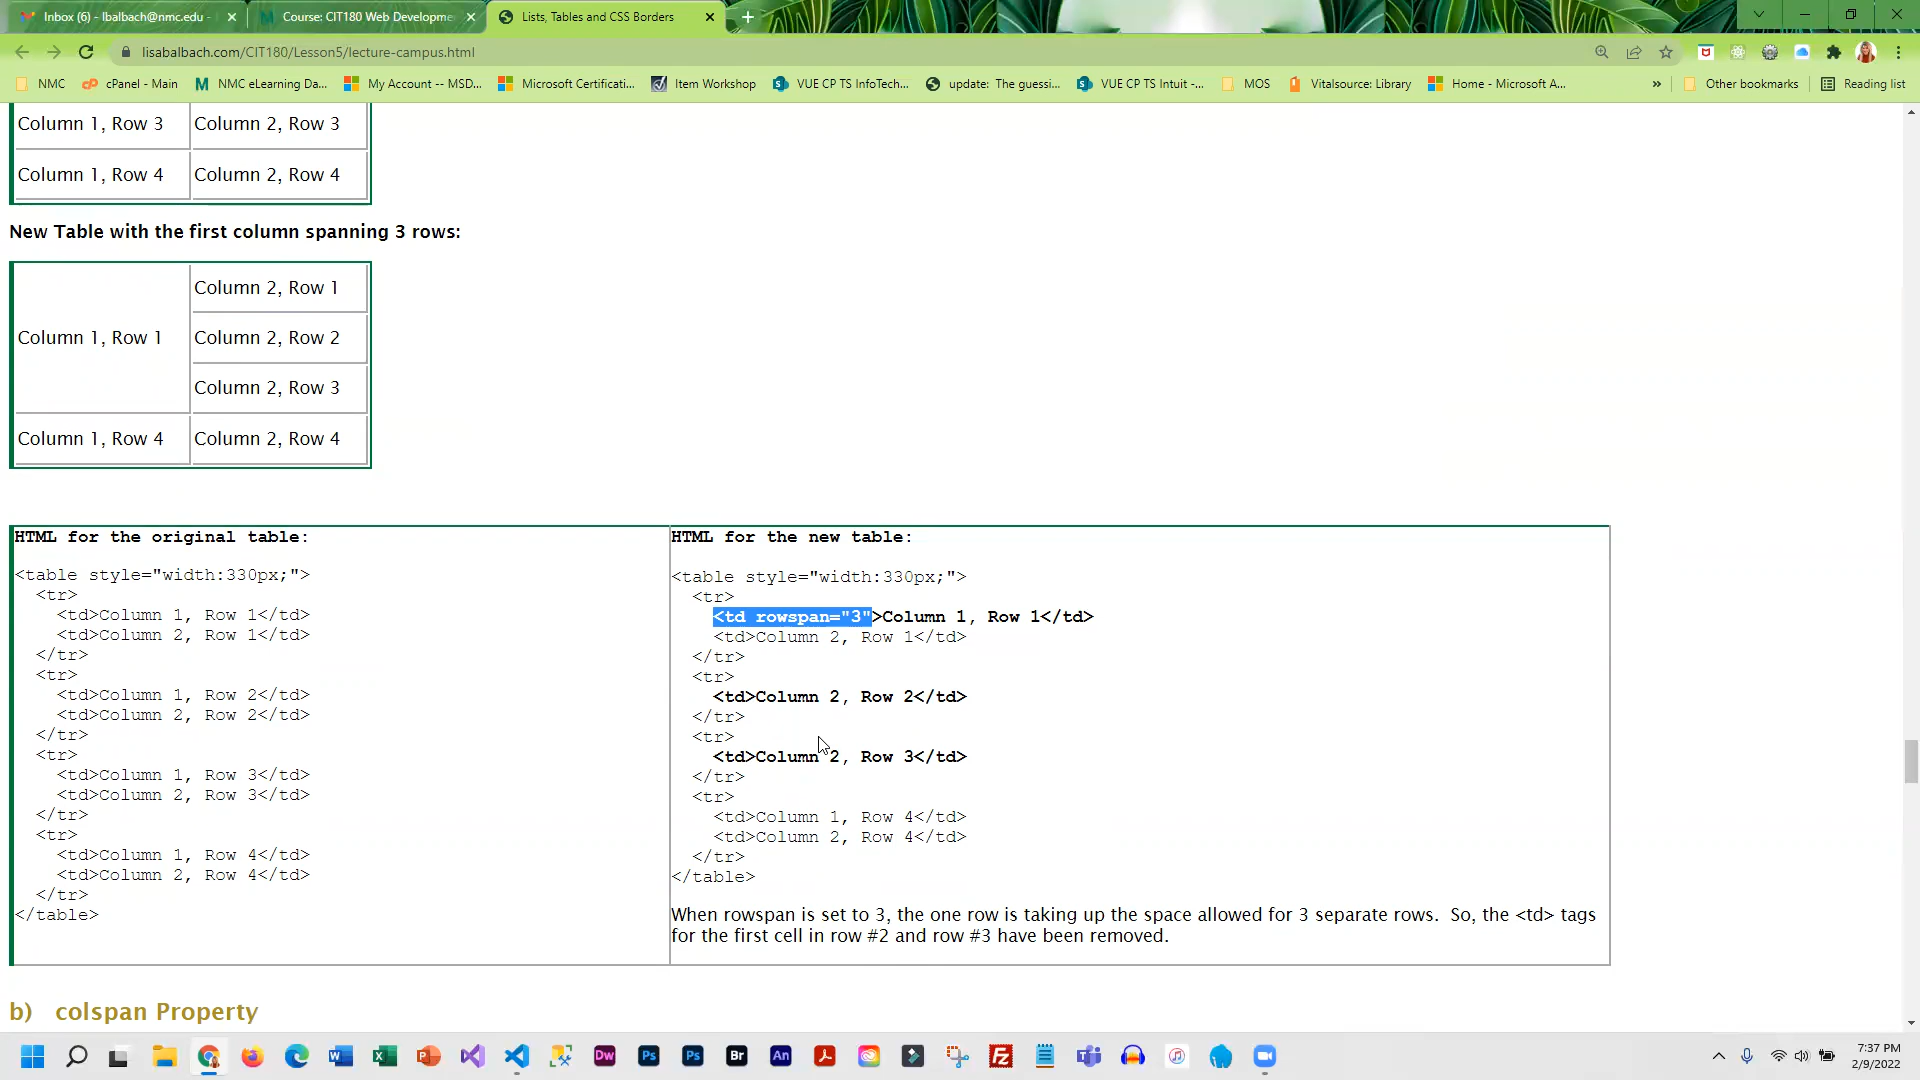 Inbox (6) - lbalbach@nmc.edu -
Course: CIT180 Web Developme
Lists, Tables and CSS Borders
lisabalbach.com/CIT180/Lesson5/lecture-campus.html
NMC
cPanel - Main
NMC eLearning Da...
My Account -- MSD...
Microsoft Certificati...
Item Workshop
VUE CP TS InfoTech...
update: The guessi...
VUE CP TS Intuit -...
MOS
Vitalsource: Library
Home - Microsoft A...
»
Other bookmarks
Reading list
Column 1, Row 3 Column 2, Row 3
Column 1, Row 4 Column 2, Row 4
New Table with the first column spanning 3 rows:
Column 2, Row 1
Column 1, Row 1 Column 2, Row 2
Column 2, Row 3
Column 1, Row 4 Column 2, Row 4
HTML for the original table:
<table style="width:330px;">
<tr>
<td>Column 1, Row 1</td>
<td>Column 2, Row 1</td>
</tr>
<tr>
<td>Column 1, Row 2</td>
<td>Column 2, Row 2</td>
</tr>
<tr>
<td>Column 1, Row 3</td>
<td>Column 2, Row 3</td>
</tr>
<tr>
<td>Column 1, Row 4</td>
<td>Column 2, Row 4</td>
</tr>
</table>
HTML for the new table:
<table style="width:330px;">
<tr>
<td rowspan="3">Column 1, Row 1</td>
<td>Column 2, Row 1</td>
</tr>
<tr>
<td>Column 2, Row 2</td>
</tr>
<tr>
<td>Column 2, Row 3</td>
</tr>
<tr>
<td>Column 1, Row 4</td>
<td>Column 2, Row 4</td>
</tr>
</table>
When rowspan is set to 3, the one row is taking up the space allowed for 3 separate rows. So, the <td> tags
for the first cell in row #2 and row #3 have been removed.
b) colspan Property
Dw
Ps
Ps
Br
An
Fz
7:37 PM
2/9/2022